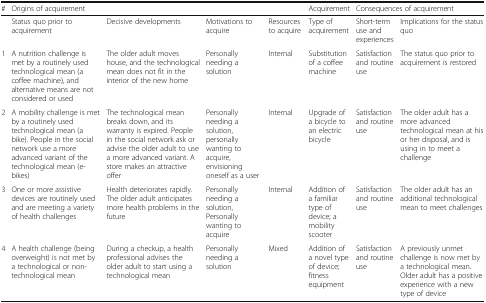 # Origins of acquirement Acquirement Consequences of acquirement
Status quo prior to acquirement Decisive developments Motivations to acquire Resources to acquire Type of acquirement Short-term use and experiences Implications for the status quo
1 A nutrition challenge is met by a routinely used technological mean (a coffee machine), and alternative means are not considered or used The older adult moves house, and the technological mean does not fit in the interior of the new home Personally needing a solution Internal Substitution of a coffee machine Satisfaction and routine use The status quo prior to acquirement is restored
2 A mobility challenge is met by a routinely used technological mean (a bike). People in the social network use a more advanced variant of the technological mean (e-bikes) The technological mean breaks down, and its warranty is expired. People in the social network ask or advise the older adult to use a more advanced variant. A store makes an attractive offer Personally needing a solution, personally wanting to acquire, envisioning oneself as a user Internal Upgrade of a bicycle to an electric bicycle Satisfaction and routine use The older adult has a more advanced technological mean at his or her disposal, and is using in to meet a challenge
3 One or more assistive devices are routinely used and are meeting a variety of health challenges Health deteriorates rapidly. The older adult anticipates more health problems in the future Personally needing a solution, Personally wanting to acquire Internal Addition of a familiar type of device; a mobility scooter Satisfaction and routine use The older adult has an additional technological mean to meet challenges
4 A health challenge (being overweight) is not met by a technological or non-technological mean During a checkup, a health professional advises the older adult to start using a technological mean Personally needing a solution Mixed Addition of a novel type of device; fitness equipment Satisfaction and routine use A previously unmet challenge is now met by a technological mean. Older adult has a positive experience with a new type of device